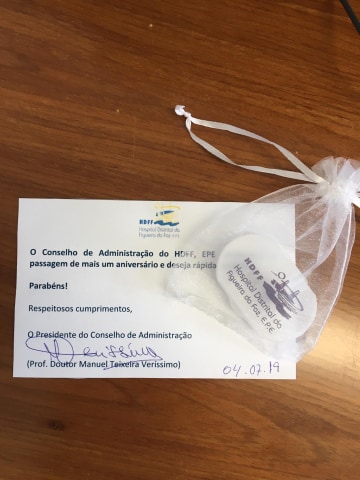 HDFF
Hospital Distrital da
Figueira da Foz, EPE
O Conselho de Administração do HDFF, EPE
passagem de mais um aniversário e deseja rápida
Parabéns!
Respeitosos cumprimentos,
O Presidente do Conselho de Administração
(Prof. Doutor Manuel Teixeira Veríssimo)
04.07.19
HDFF
Hospital Distrital da
Figueira da Foz, E.P.E.